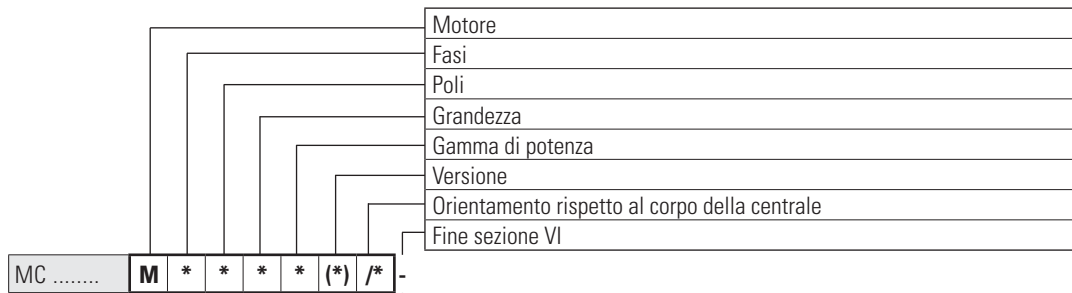 Motore
Fasi
Poli
Grandezza
Gamma di potenza
Versione
Orientamento rispetto al corpo della centrale
Fine sezione VI
MC ........ M * * * * (*) /* -